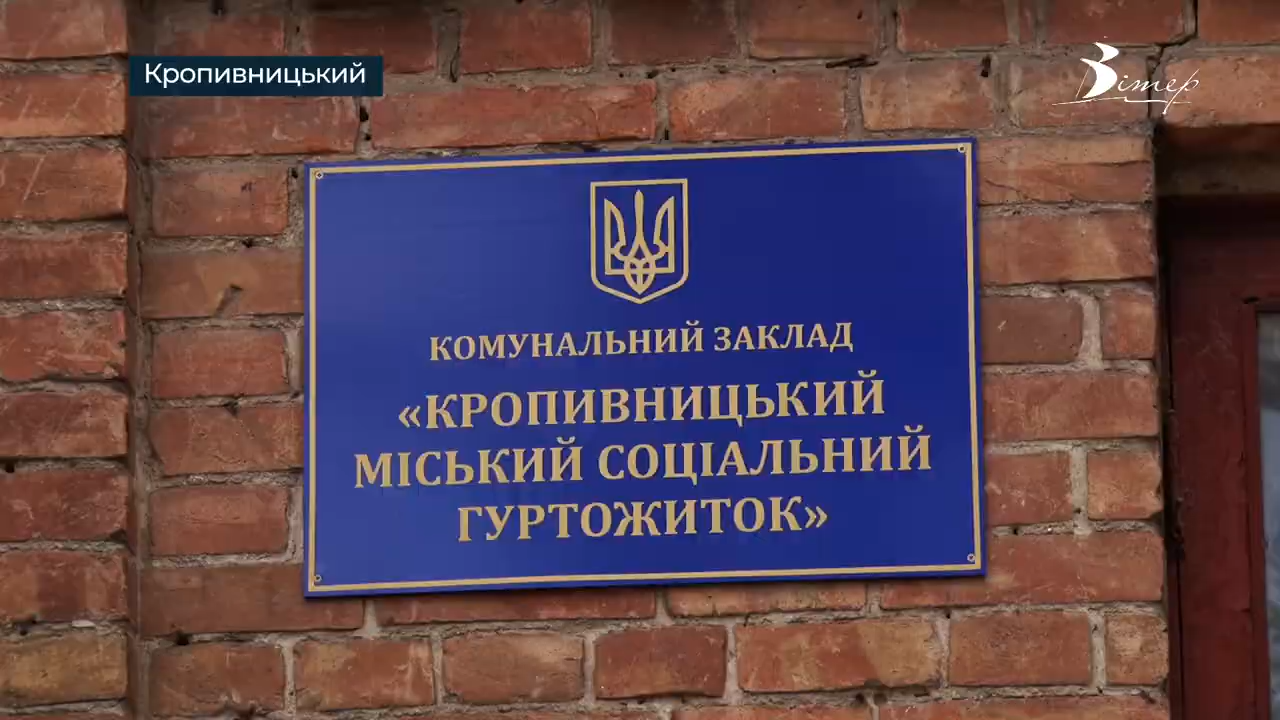 Кропивницький
Вітер
КОМУНАЛЬНИЙ ЗАКЛАД
«КРОПИВНИЦЬКИЙ
МІСЬКИЙ СОЦІАЛЬНИЙ
ГУРТОЖИТОК»